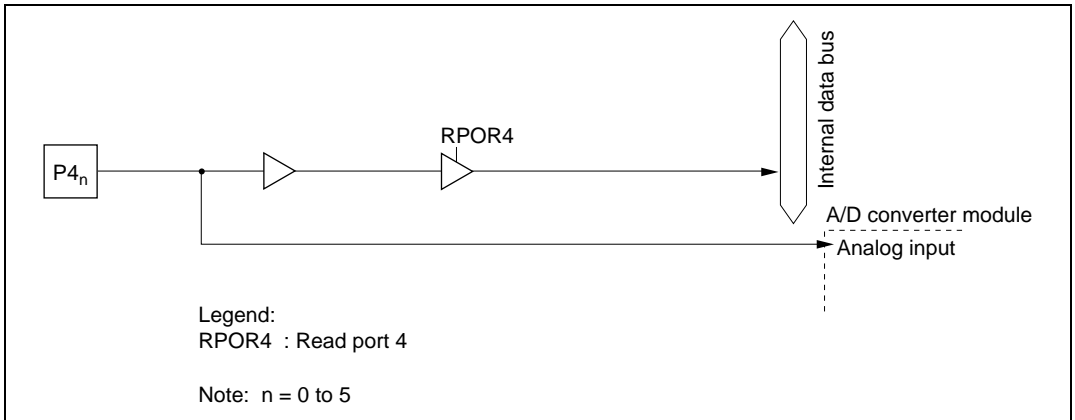 Internal data bus
RPOR4
P4n
A/D converter module
Analog input
Legend:
RPOR4 : Read port 4
Note: n = 0 to 5